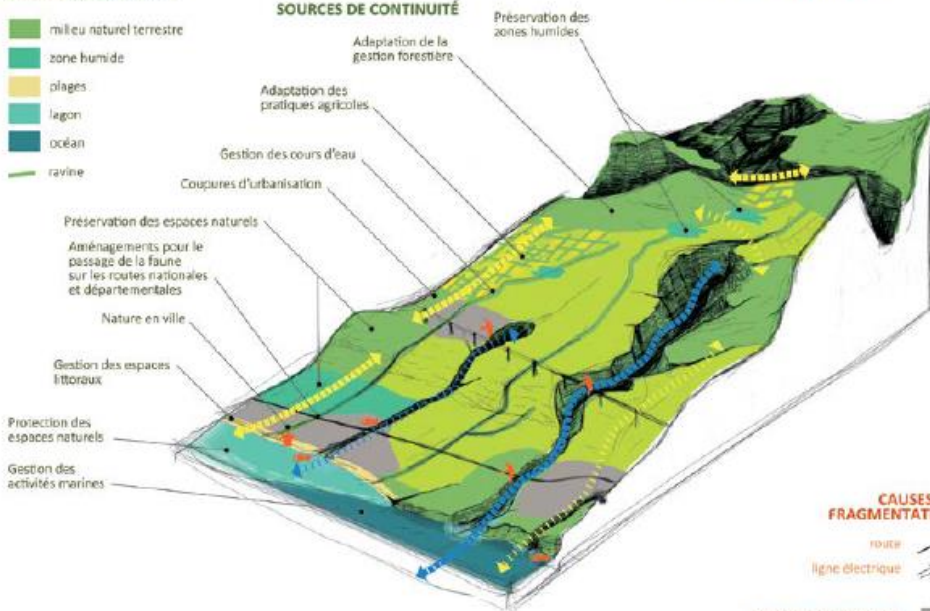 SOURCES DE CONTINUITÉ
milieu naturel terrestre
zone humide
plages
lagon
océan
ravine
Préservation des
zones humides
Adaptation de la
gestion forestière
Adaptation des
pratiques agricoles
Gestion des cours d'eau
Coupures d'urbanisation
Préservation des espaces naturels
Aménagements pour le
passage de la faune
sur les routes nationales
et départementales
Nature en ville
Gestion des espaces
littoraux
Protection des
espaces naturels
Gestion des
activités marines
CAUSES
FRAGMENTAT
route
ligne électrique